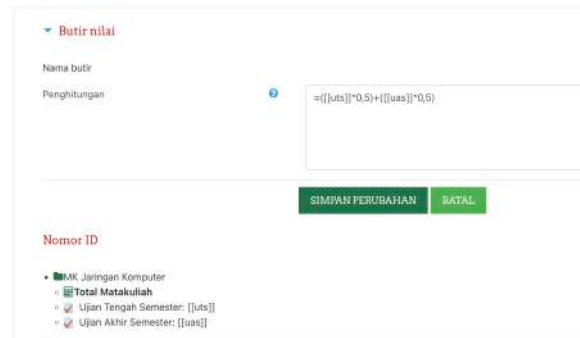 Butir nilai
Nama butir
Penghitungan
=([[uts]]*0,5)+([[uas]]*0,5)
SIMPAN PERUBAHAN BATAL
Nomor ID
MK Jaringan Komputer
Total Matakuliah
Ujian Tengah Semester: [[uts]]
Ujian Akhir Semester: [[uas]]